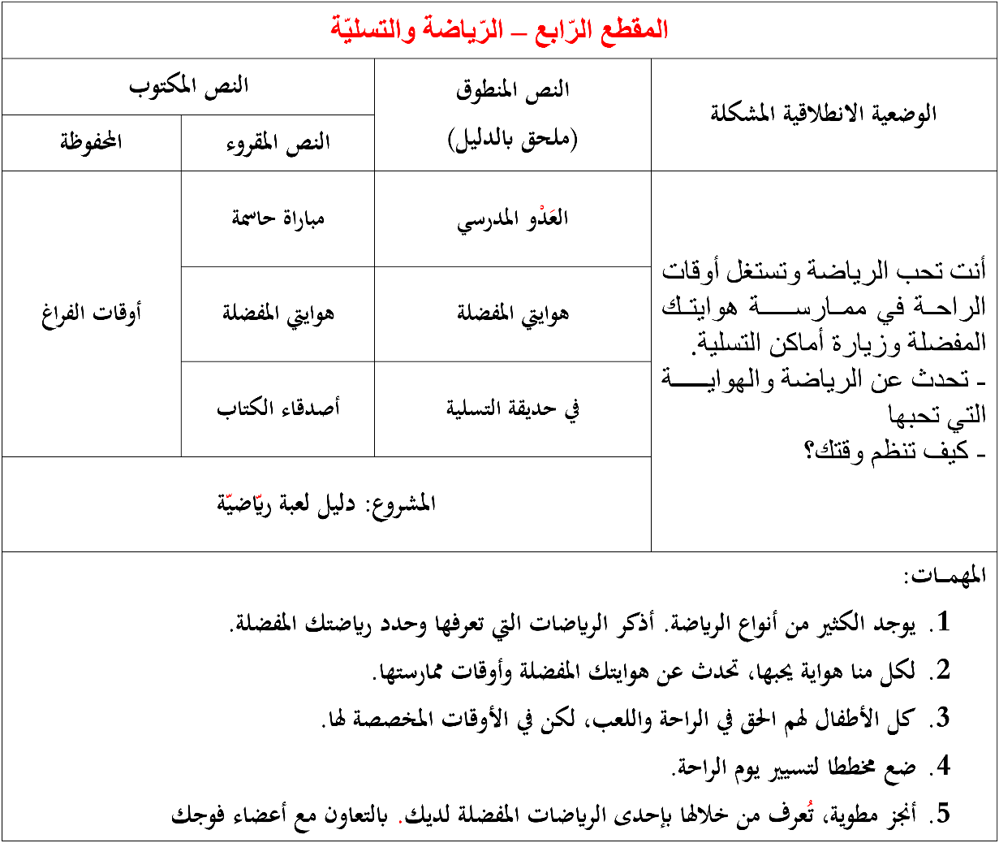 المقطع الرّابع – الرّياضة والتسليّة
الوضعية الانطلاقية المشكلة
النص المنطوق
(ملحق بالدليل)
النص المكتوب
النص المقروء
المحفوظة
أنت تحب الرياضة وتستغل أوقات
الراحة في ممارسة هوايتك
المفضلة وزيارة أماكن التسلية.
- تحدث عن الرياضة والهواية
التي تحبها
- كيف تنظم وقتك؟
العَدْو المدرسي
مباراة حاسمة
أوقات الفراغ
هوايتي المفضلة
هوايتي المفضلة
في حديقة التسلية
أصدقاء الكتاب
المشروع: دليل لعبة ريّاضيّة
المهمات:
1. يوجد الكثير من أنواع الرياضة. أذكر الرياضات التي تعرفها وحدد رياضتك المفضلة.
2. لكل منا هواية يحبها، تحدث عن هوايتك المفضلة وأوقات ممارستها.
3. كل الأطفال لهم الحق في الراحة واللعب، لكن في الأوقات المخصصة لها.
4. ضع مخططا لتسيير يوم الراحة.
5. أنجز مطوية، تُعرف من خلالها بإحدى الرياضات المفضلة لديك. بالتعاون مع أعضاء فوجك